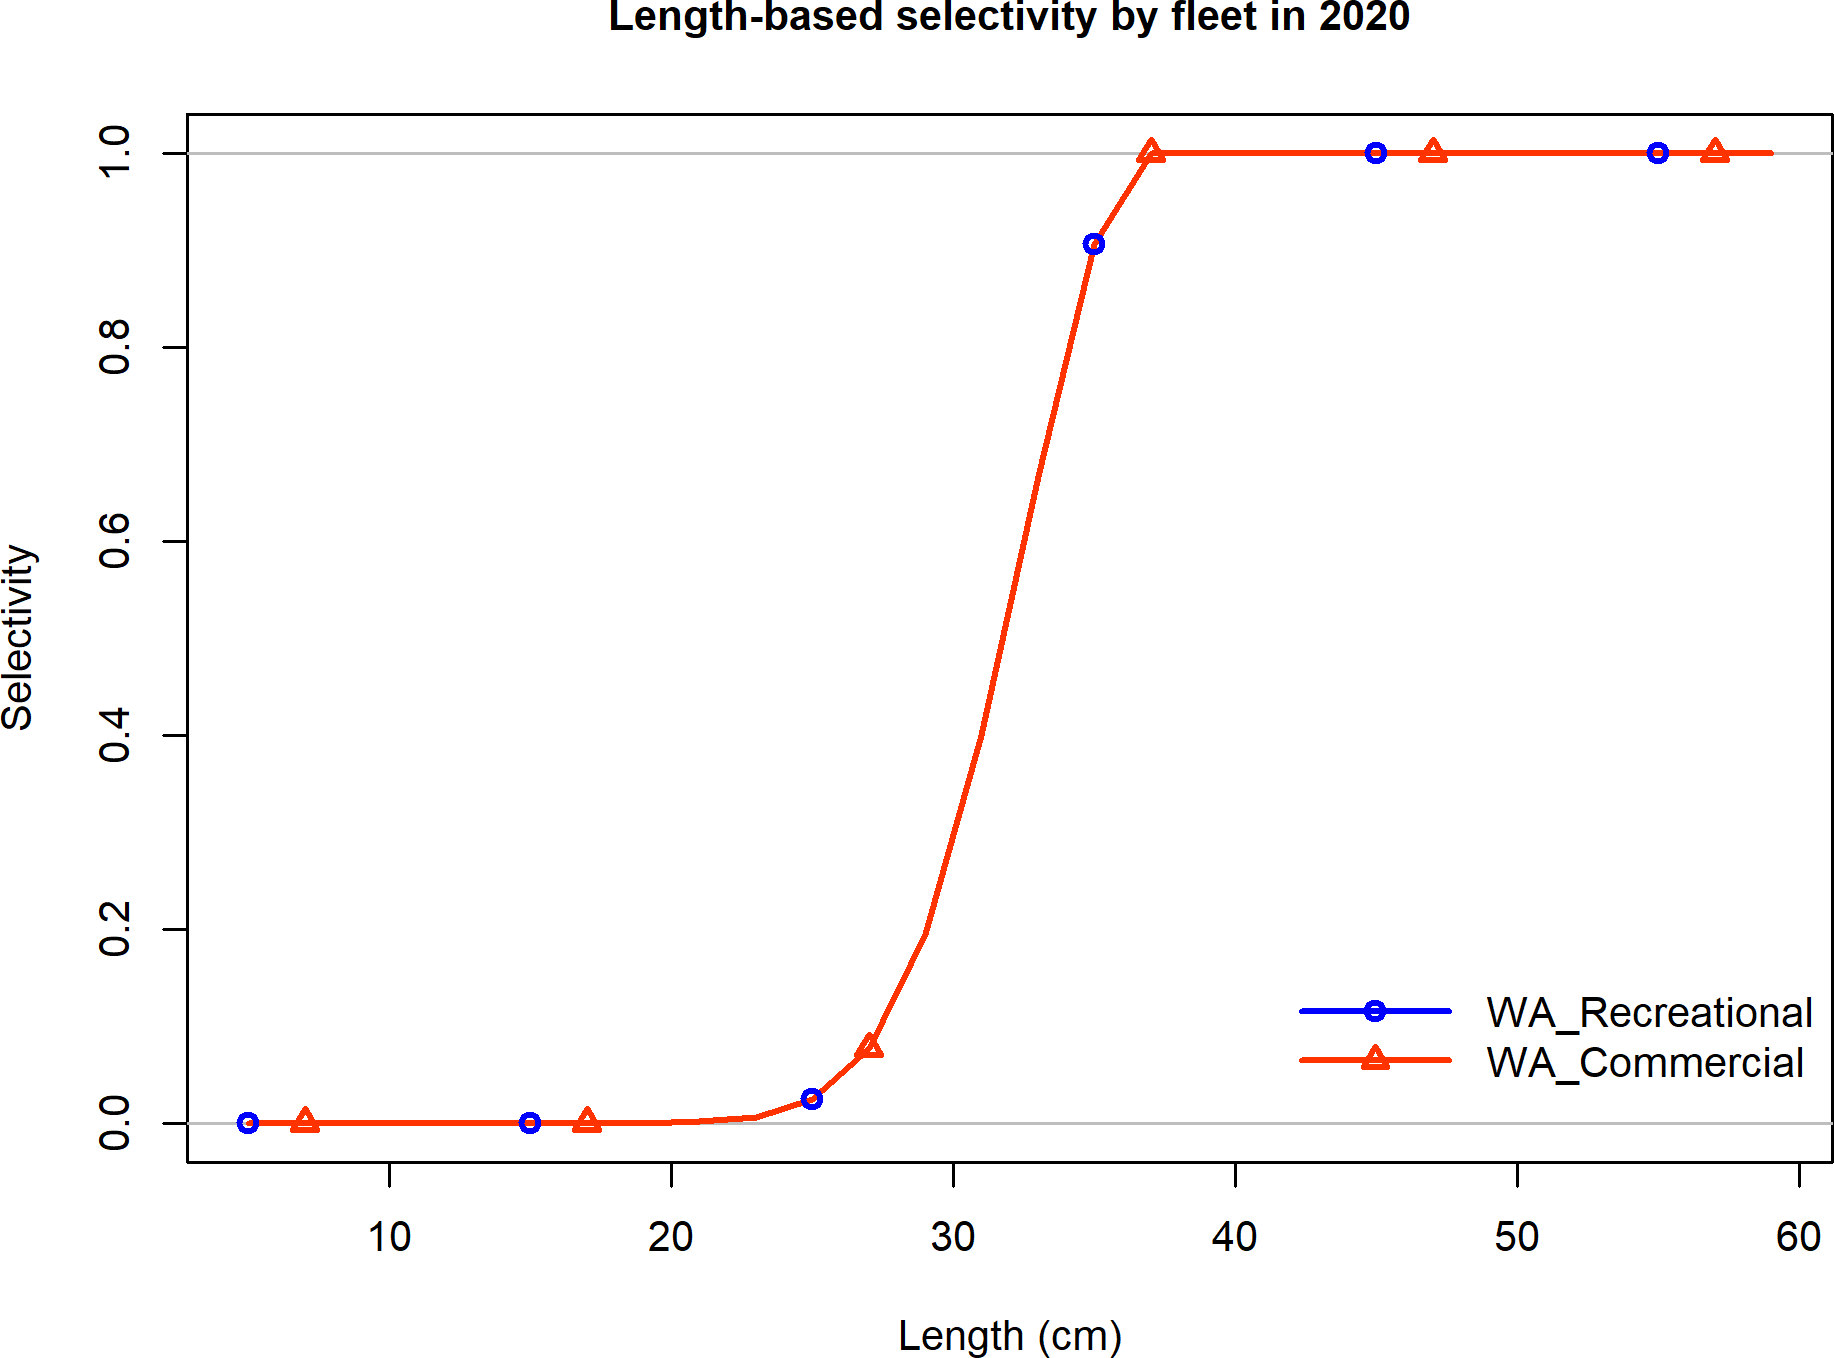 Length-based selectivity by fleet in 2020
Selectivity
1.0
0.8
0.6
0.4
0.2
0.0
WA_Recreational
WA_Commercial
10 20 30 40 50 60
Length (cm)